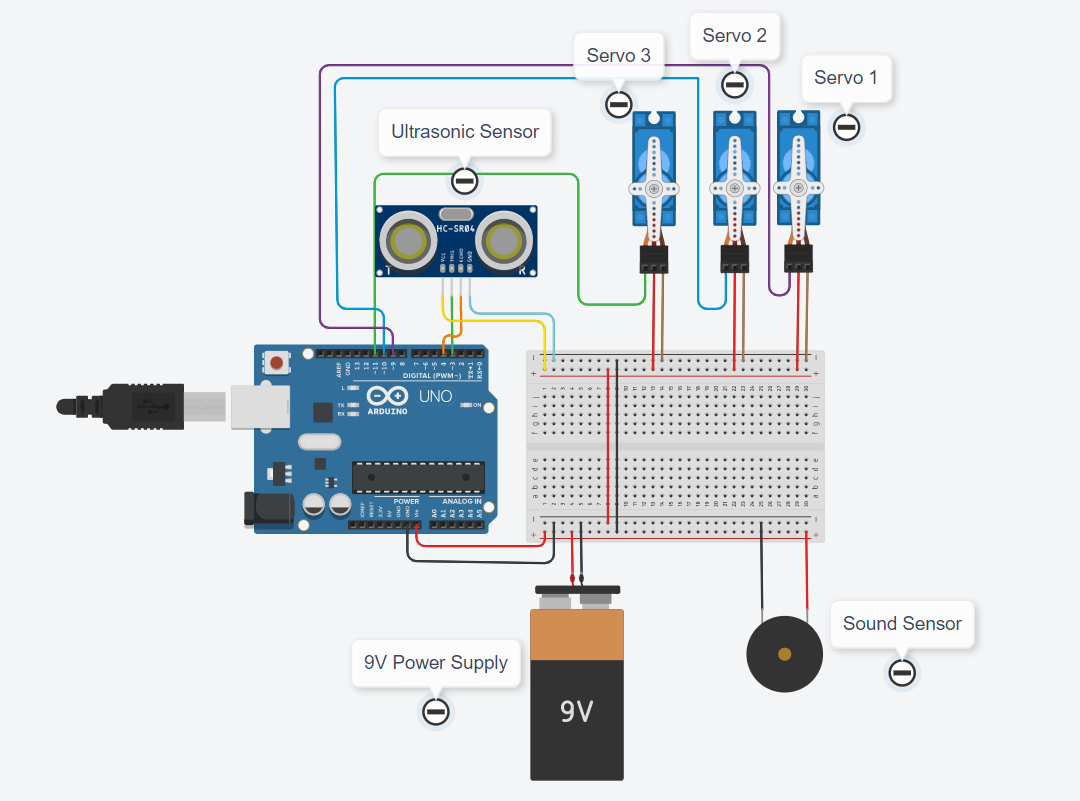 Servo 2
Servo 3
Servo 1
Ultrasonic Sensor
HC-SR04
VCC TRIG ECHO GND
T R
AREF GND 13 12 ~11 ~10 ~9 8 7 ~6 ~5 4 ~3 2 TX→1 RX←0
DIGITAL (PWM~)
L
UNO
TX
RX
ARDUINO
ON
POWER ANALOG IN
IOREF RESET 3.3V 5V GND GND Vin A0 A1 A2 A3 A4 A5
9V Power Supply
Sound Sensor
9V